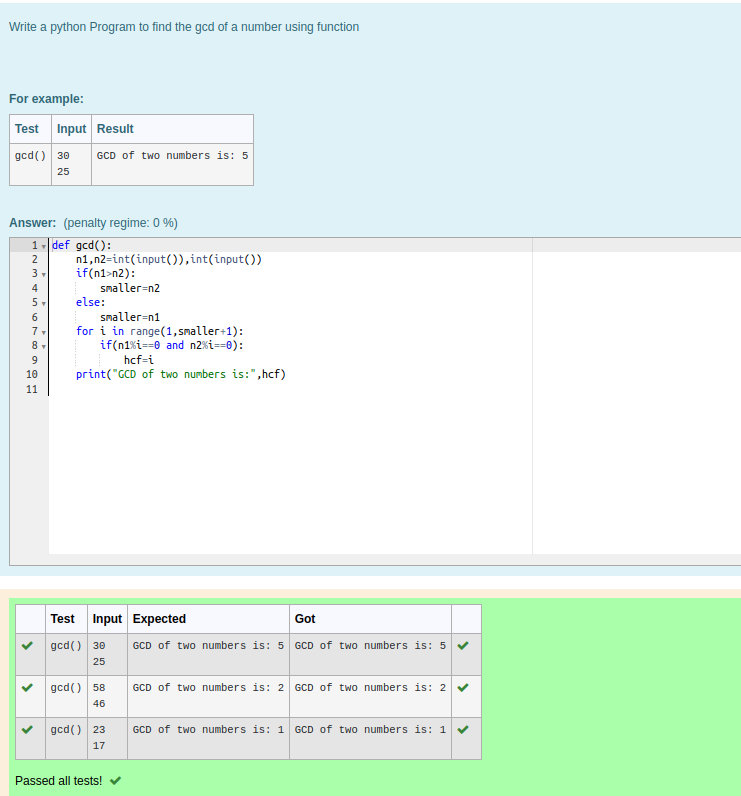 Write a python Program to find the gcd of a number using function
For example:
Test Input Result
gcd() 30 GCD of two numbers is: 5
25
Answer: (penalty regime: 0 %)
1 def gcd():
2     n1,n2=int(input()),int(input())
3     if(n1>n2):
4         smaller=n2
5     else:
6         smaller=n1
7     for i in range(1,smaller+1):
8         if(n1%i==0 and n2%i==0):
9             hcf=i
10     print("GCD of two numbers is:",hcf)
11
Test Input Expected Got
gcd() 30 GCD of two numbers is: 5 GCD of two numbers is: 5
25
gcd() 58 GCD of two numbers is: 2 GCD of two numbers is: 2
46
gcd() 23 GCD of two numbers is: 1 GCD of two numbers is: 1
17
Passed all tests!